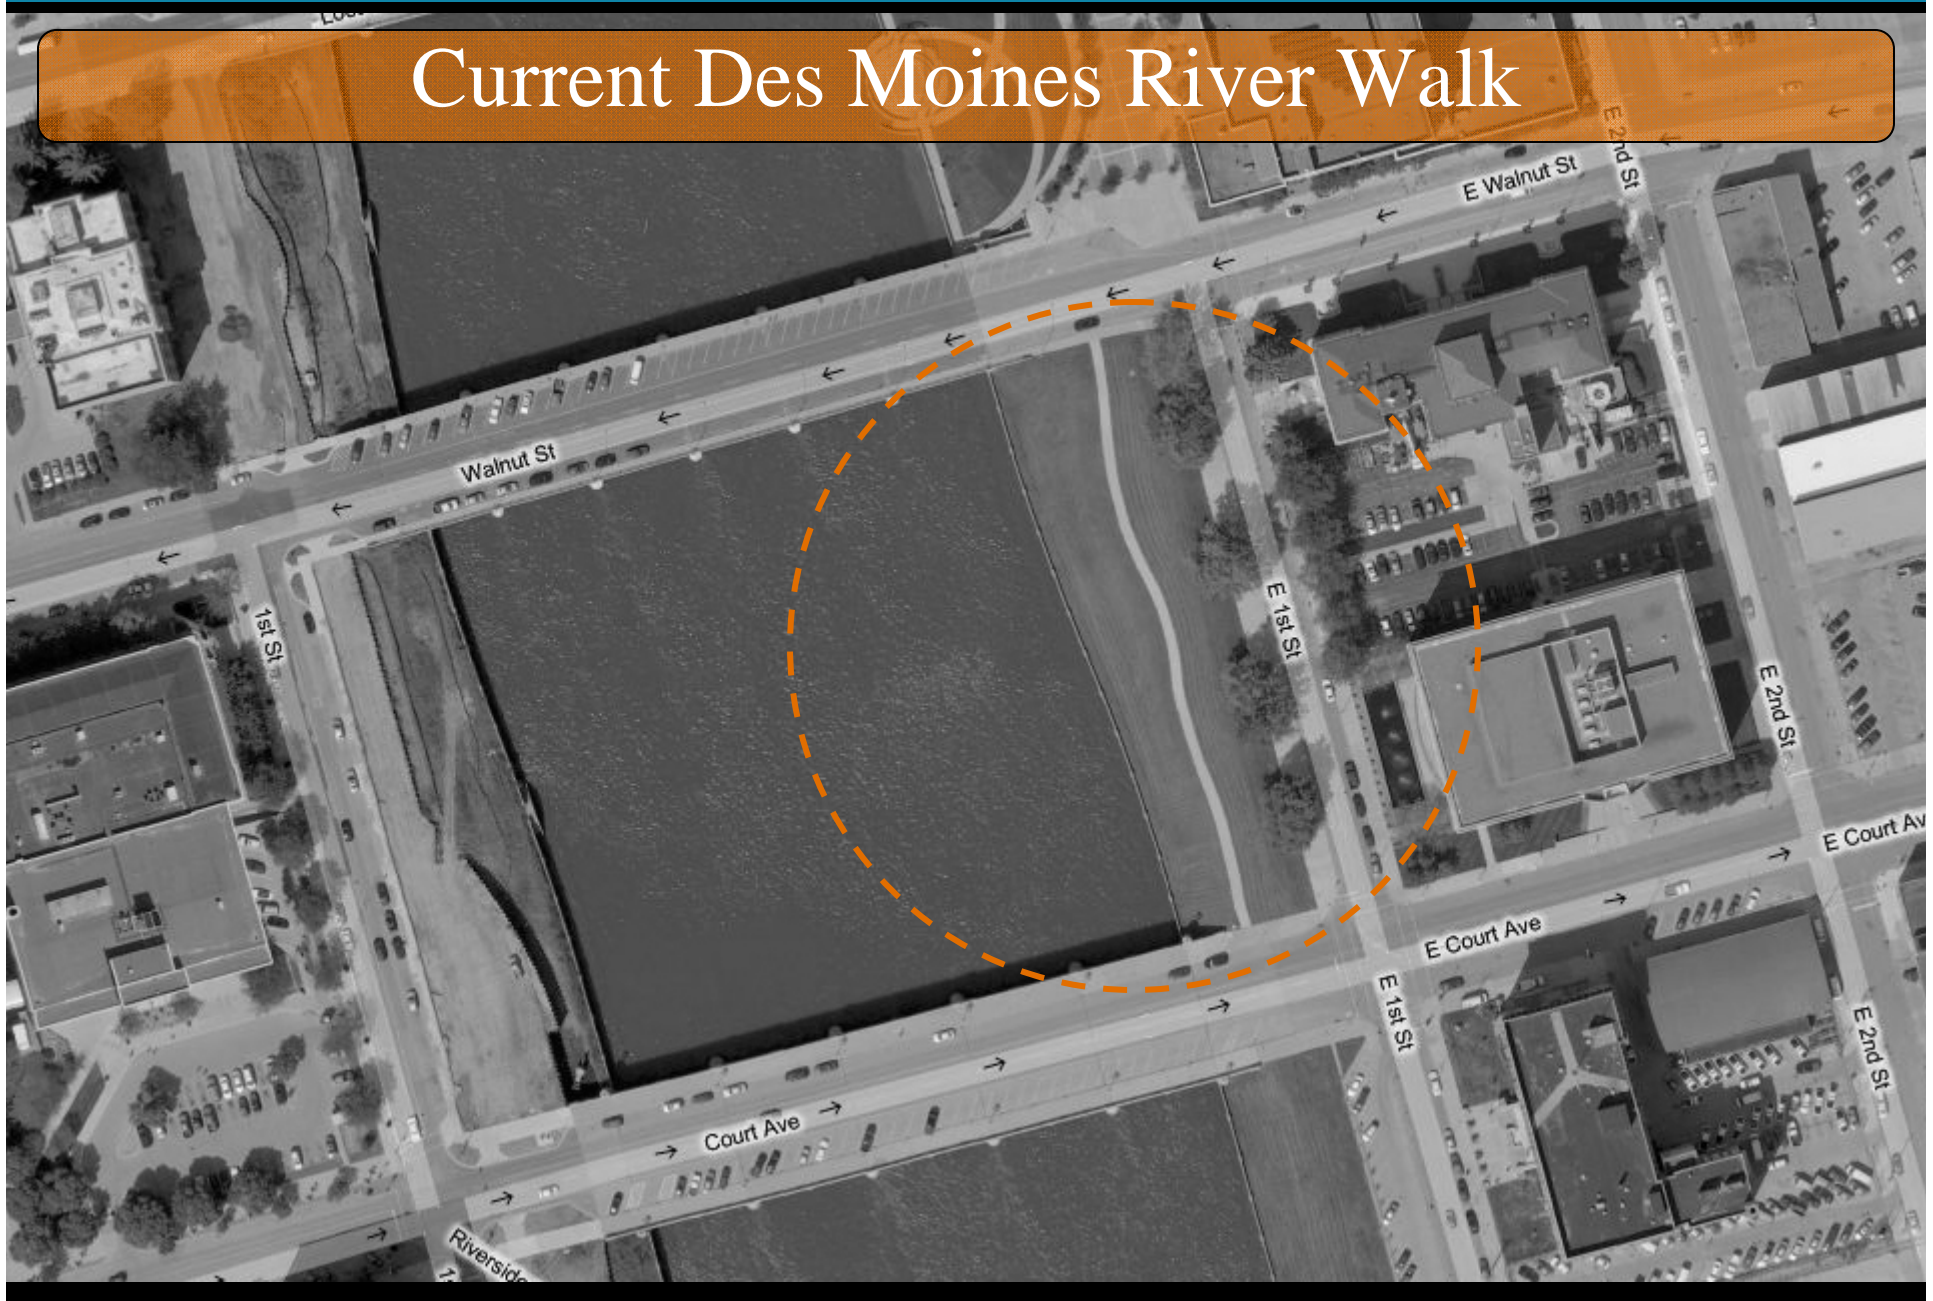 Current Des Moines River Walk
E 2nd St
E Walnut St
Walnut St
1st St
E 1st St
E 2nd St
E Court Av
E Court Ave
E 1st St
E 2nd St
Court Ave
Riverside